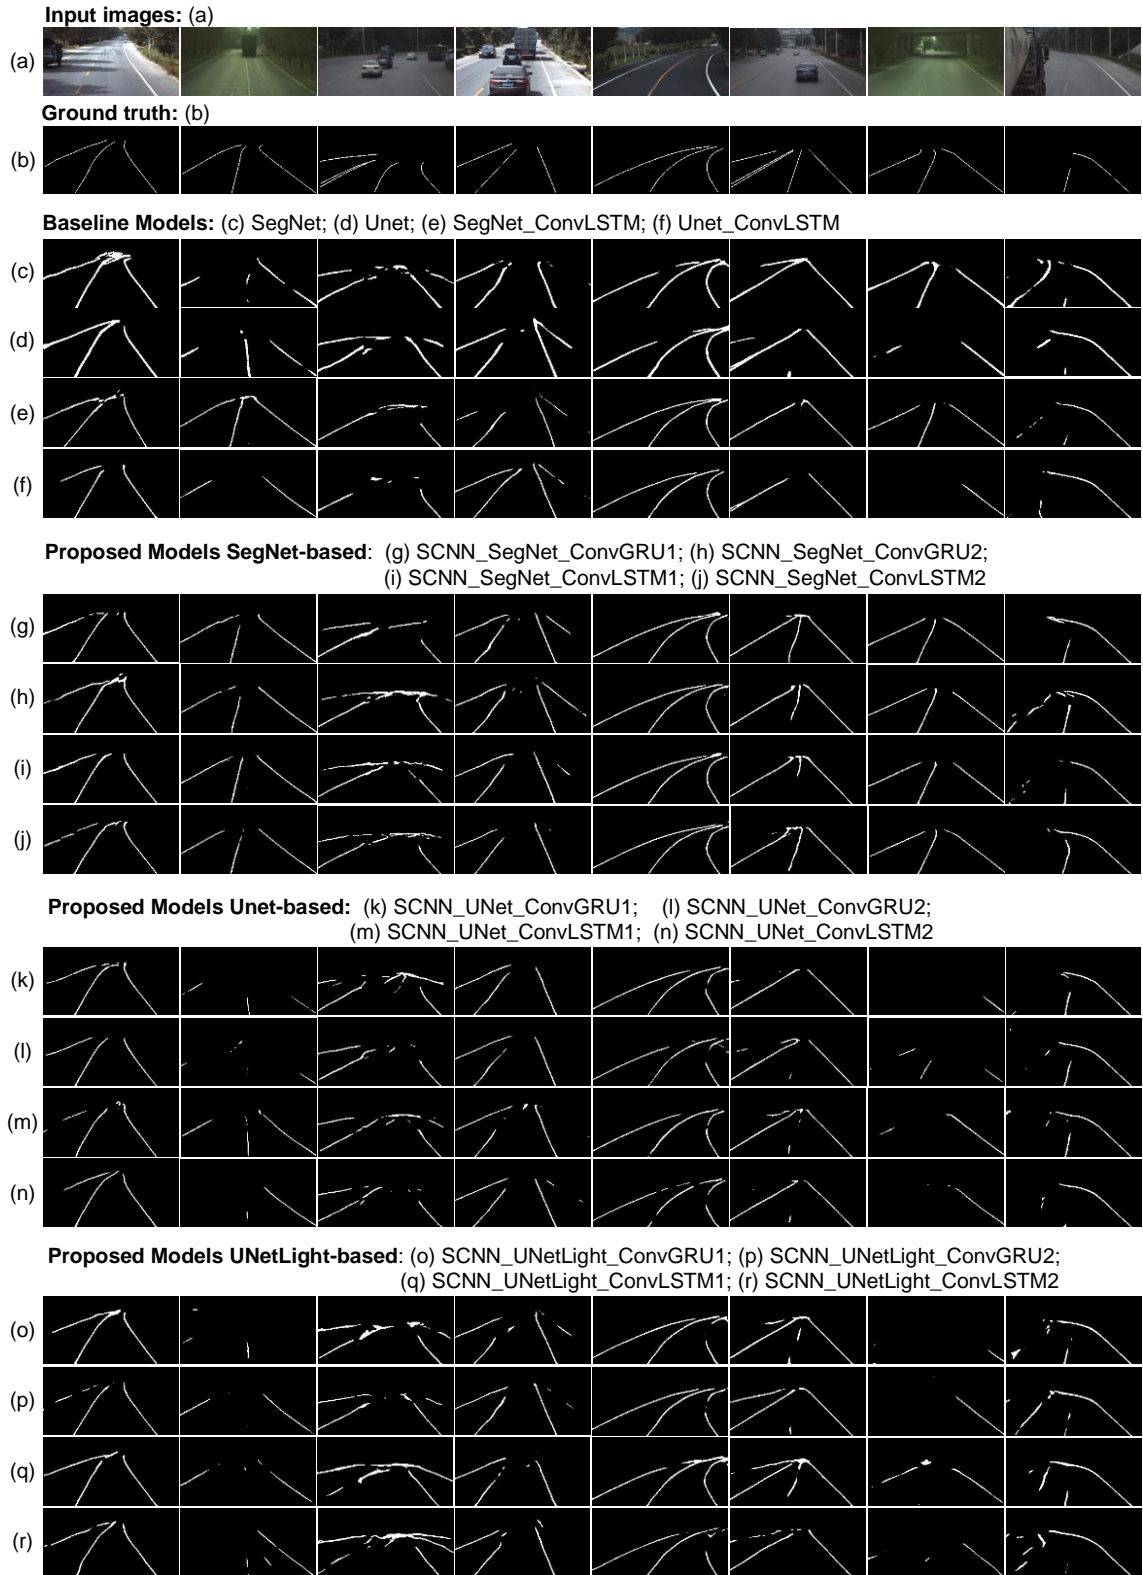 Input images: (a)
(a)
Ground truth: (b)
(b)
Baseline Models: (c) SegNet; (d) Unet; (e) SegNet_ConvLSTM; (f) Unet_ConvLSTM
(c)
(d)
(e)
(f)
Proposed Models SegNet-based: (g) SCNN_SegNet_ConvGRU1; (h) SCNN_SegNet_ConvGRU2;
(i) SCNN_SegNet_ConvLSTM1; (j) SCNN_SegNet_ConvLSTM2
(g)
(h)
(i)
(j)
Proposed Models Unet-based: (k) SCNN_UNet_ConvGRU1; (l) SCNN_UNet_ConvGRU2;
(m) SCNN_UNet_ConvLSTM1; (n) SCNN_UNet_ConvLSTM2
(k)
(l)
(m)
(n)
Proposed Models UNetLight-based: (o) SCNN_UNetLight_ConvGRU1; (p) SCNN_UNetLight_ConvGRU2;
(q) SCNN_UNetLight_ConvLSTM1; (r) SCNN_UNetLight_ConvLSTM2
(o)
(p)
(q)
(r)